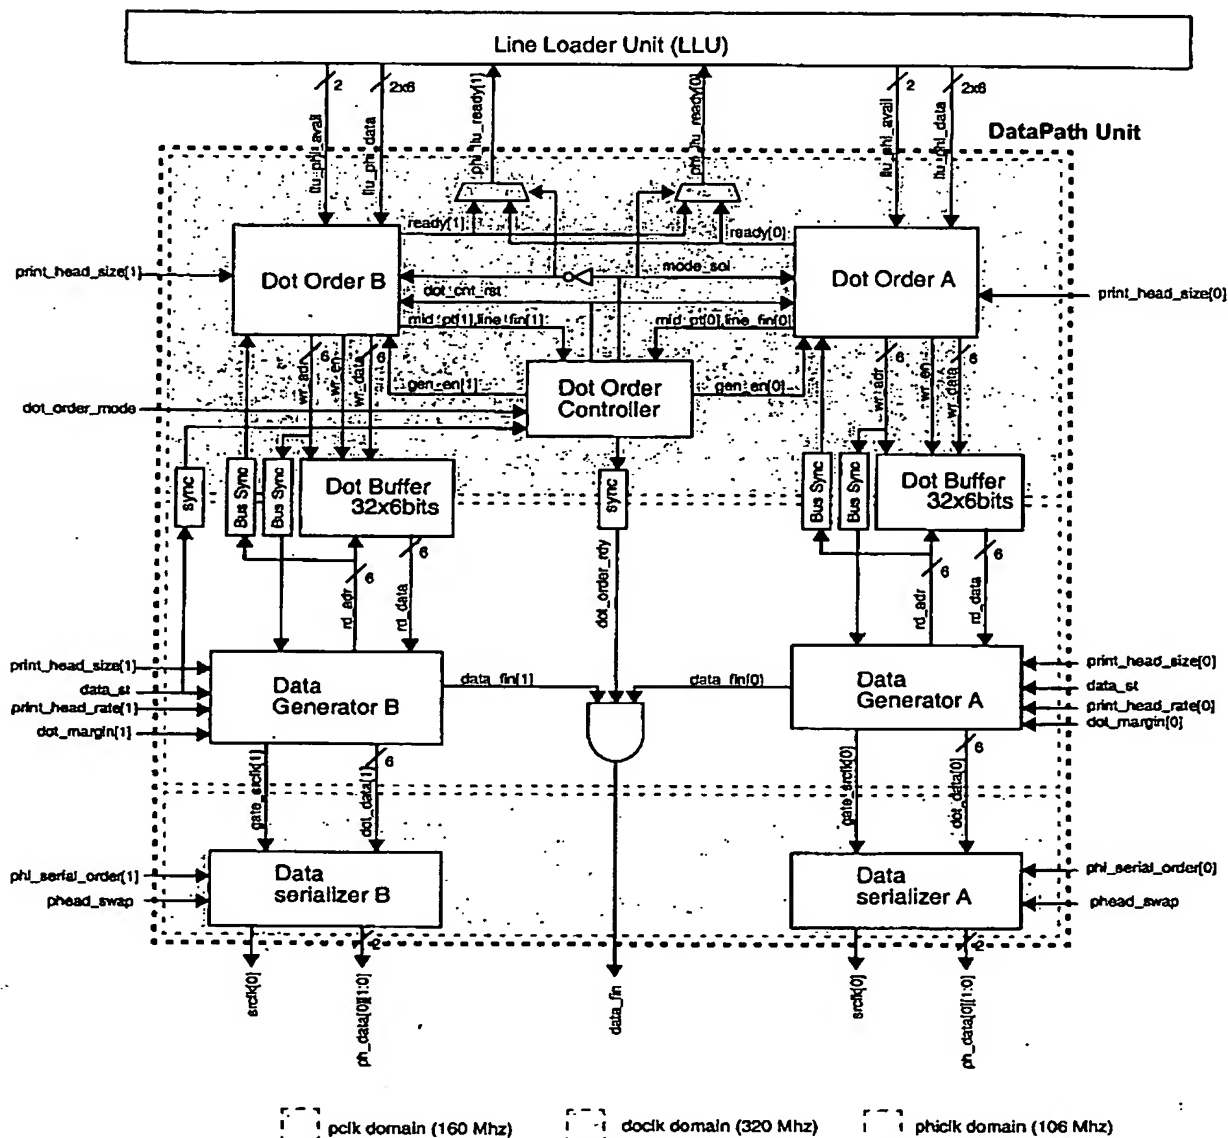 Line Loader Unit (LLU)
2
2x6
2
2x6
llu_phi_avail
llu_phi_data
phi_llu_ready[1]
phi_llu_ready[0]
llu_phi_avail
llu_phi_data
DataPath Unit
ready[1]
ready[0]
print_head_size[1]
Dot Order B
mode_sel
Dot Order A
print_head_size[0]
dot_cnt_rst
mid_pt[1],line_fin[1]
mid_pt[0],line_fin[0]
wr_adr
6
wr_en
wr_data
6
gen_en[1]
Dot Order
Controller
gen_en[0]
wr_adr
6
wr_en
wr_data
6
dot_order_mode
sync
Bus Sync
Bus Sync
Dot Buffer
32x6bits
sync
Bus Sync
Bus Sync
Dot Buffer
32x6bits
6
rd_adr
6
rd_data
dot_order_rdy
6
rd_adr
6
rd_data
print_head_size[1]
data_st
print_head_rate[1]
dot_margin[1]
Data
Generator B
data_fin[1]
data_fin[0]
Data
Generator A
print_head_size[0]
data_st
print_head_rate[0]
dot_margin[0]
gate_srclk[1]
6
dot_data[1]
gate_srclk[0]
6
dot_data[0]
phi_serial_order[1]
phead_swap
Data
serializer B
Data
serializer A
phi_serial_order[0]
phead_swap
srclk[0]
2
ph_data[0][1:0]
data_fin
srclk[0]
2
ph_data[0][1:0]
pclk domain (160 Mhz)
doclk domain (320 Mhz)
phiclk domain (106 Mhz)